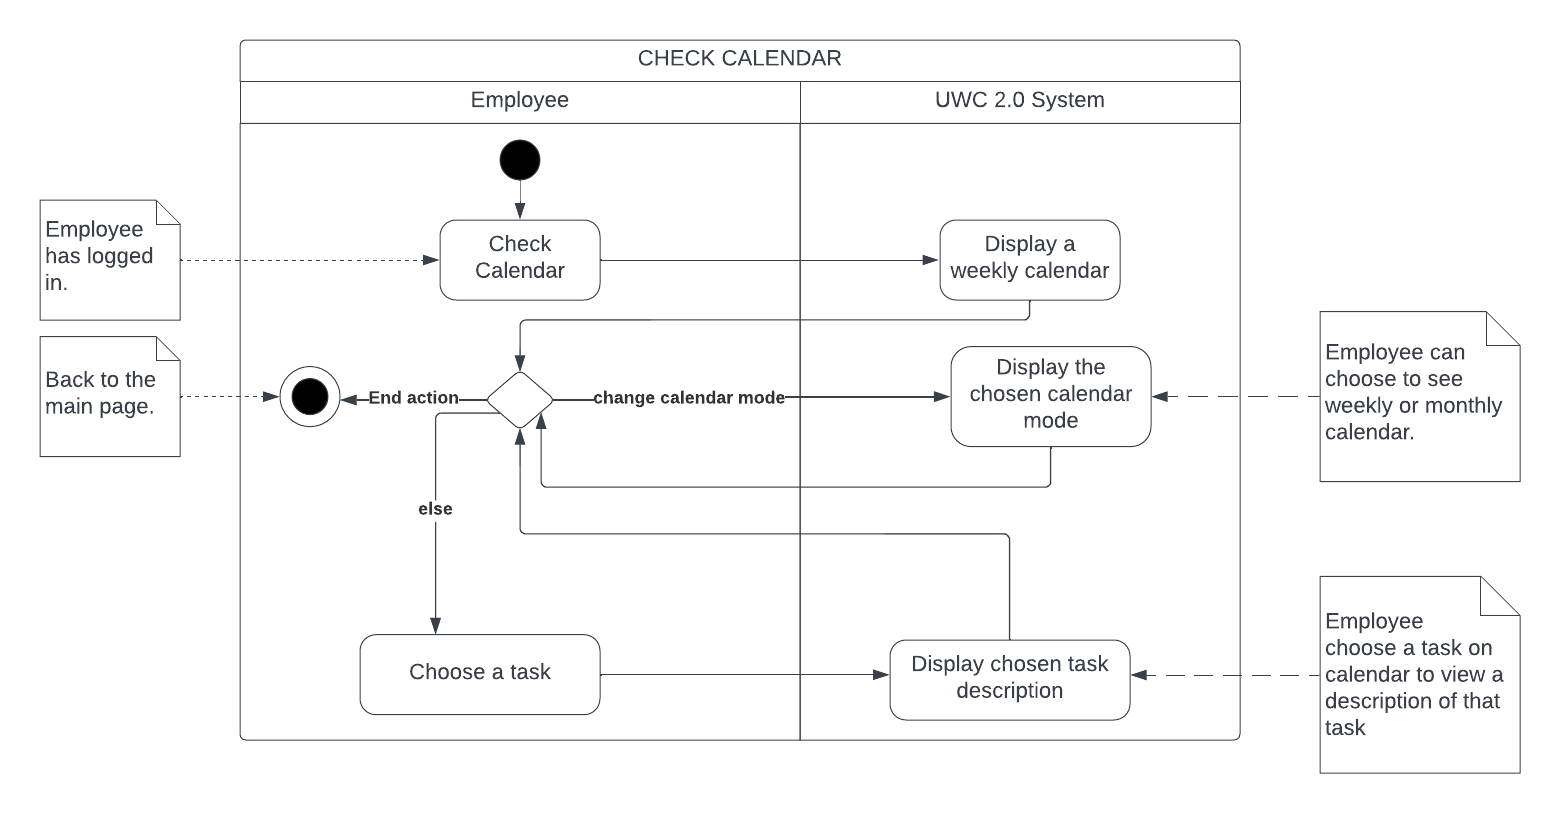 CHECK CALENDAR
Employee
UWC 2.0 System
Employee
has logged
in.
Check
Calendar
Display a
weekly calendar
Back to the
main page.
End action
change calendar mode
Display the
chosen calendar
mode
Employee can
choose to see
weekly or monthly
calendar.
else
Choose a task
Display chosen task
description
Employee
choose a task on
calendar to view a
description of that
task